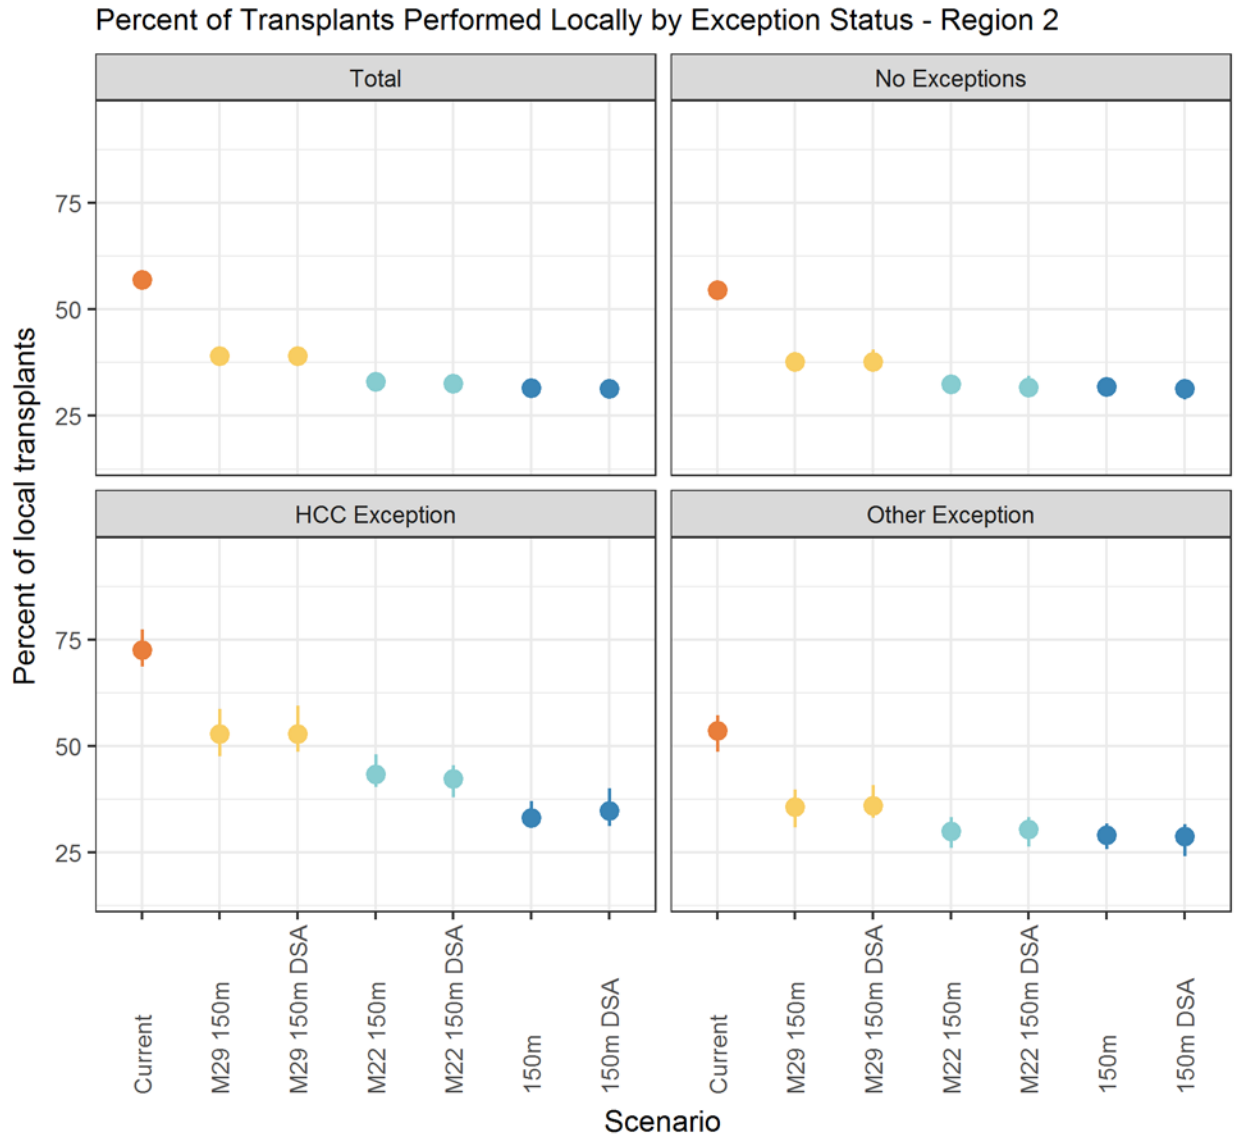 Percent of Transplants Performed Locally by Exception Status - Region 2
Total
No Exceptions
75
50
25
HCC Exception
Other Exception
75
50
25
Percent of local transplants
Current
M29 150m
M29 150m DSA
M22 150m
M22 150m DSA
150m
150m DSA
Current
M29 150m
M29 150m DSA
M22 150m
M22 150m DSA
150m
150m DSA
Scenario